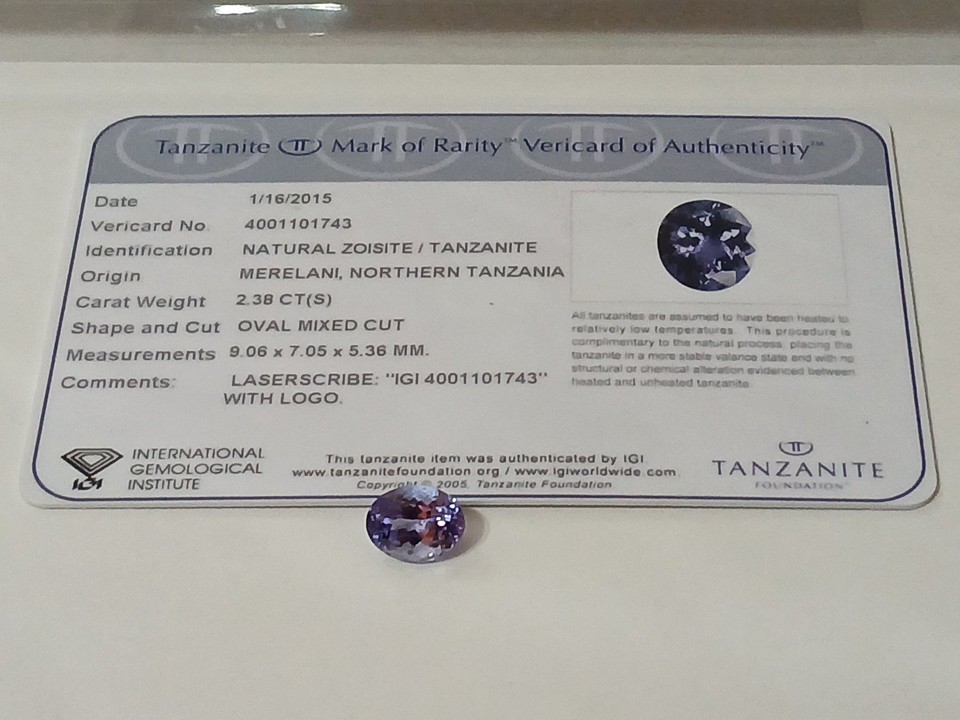 Tanzanite TT Mark of Rarity™ Vericard of Authenticity™
Date 1/16/2015
Vericard No. 4001101743
Identification NATURAL ZOISITE / TANZANITE
Origin MERELANI, NORTHERN TANZANIA
Carat Weight 2.38 CT(S)
Shape and Cut OVAL MIXED CUT
Measurements 9.06 x 7.05 x 5.36 MM.
Comments: LASERSCRIBE: "IGI 4001101743"
WITH LOGO.
All tanzanites are assumed to have been heated to
relatively low temperatures. This procedure is
complimentary to the natural process, placing the
tanzanite in a more stable valance state and with no
structural or chemical alteration evidenced between
heated and unheated tanzanite.
IGI
INTERNATIONAL
GEMOLOGICAL
INSTITUTE
This tanzanite item was authenticated by IGI.
www.tanzanitefoundation.org / www.igiworldwide.com.
Copyright © 2005, Tanzanite Foundation
TT
TANZANITE
FOUNDATION™